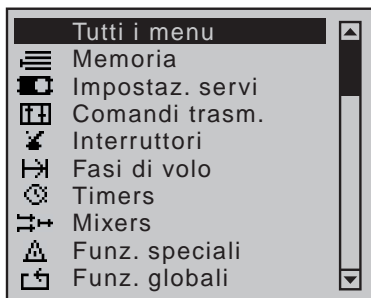 Tutti i menu
Memoria
Impostaz. servi
Comandi trasm.
Interruttori
Fasi di volo
Timers
Mixers
Funz. speciali
Funz. globali